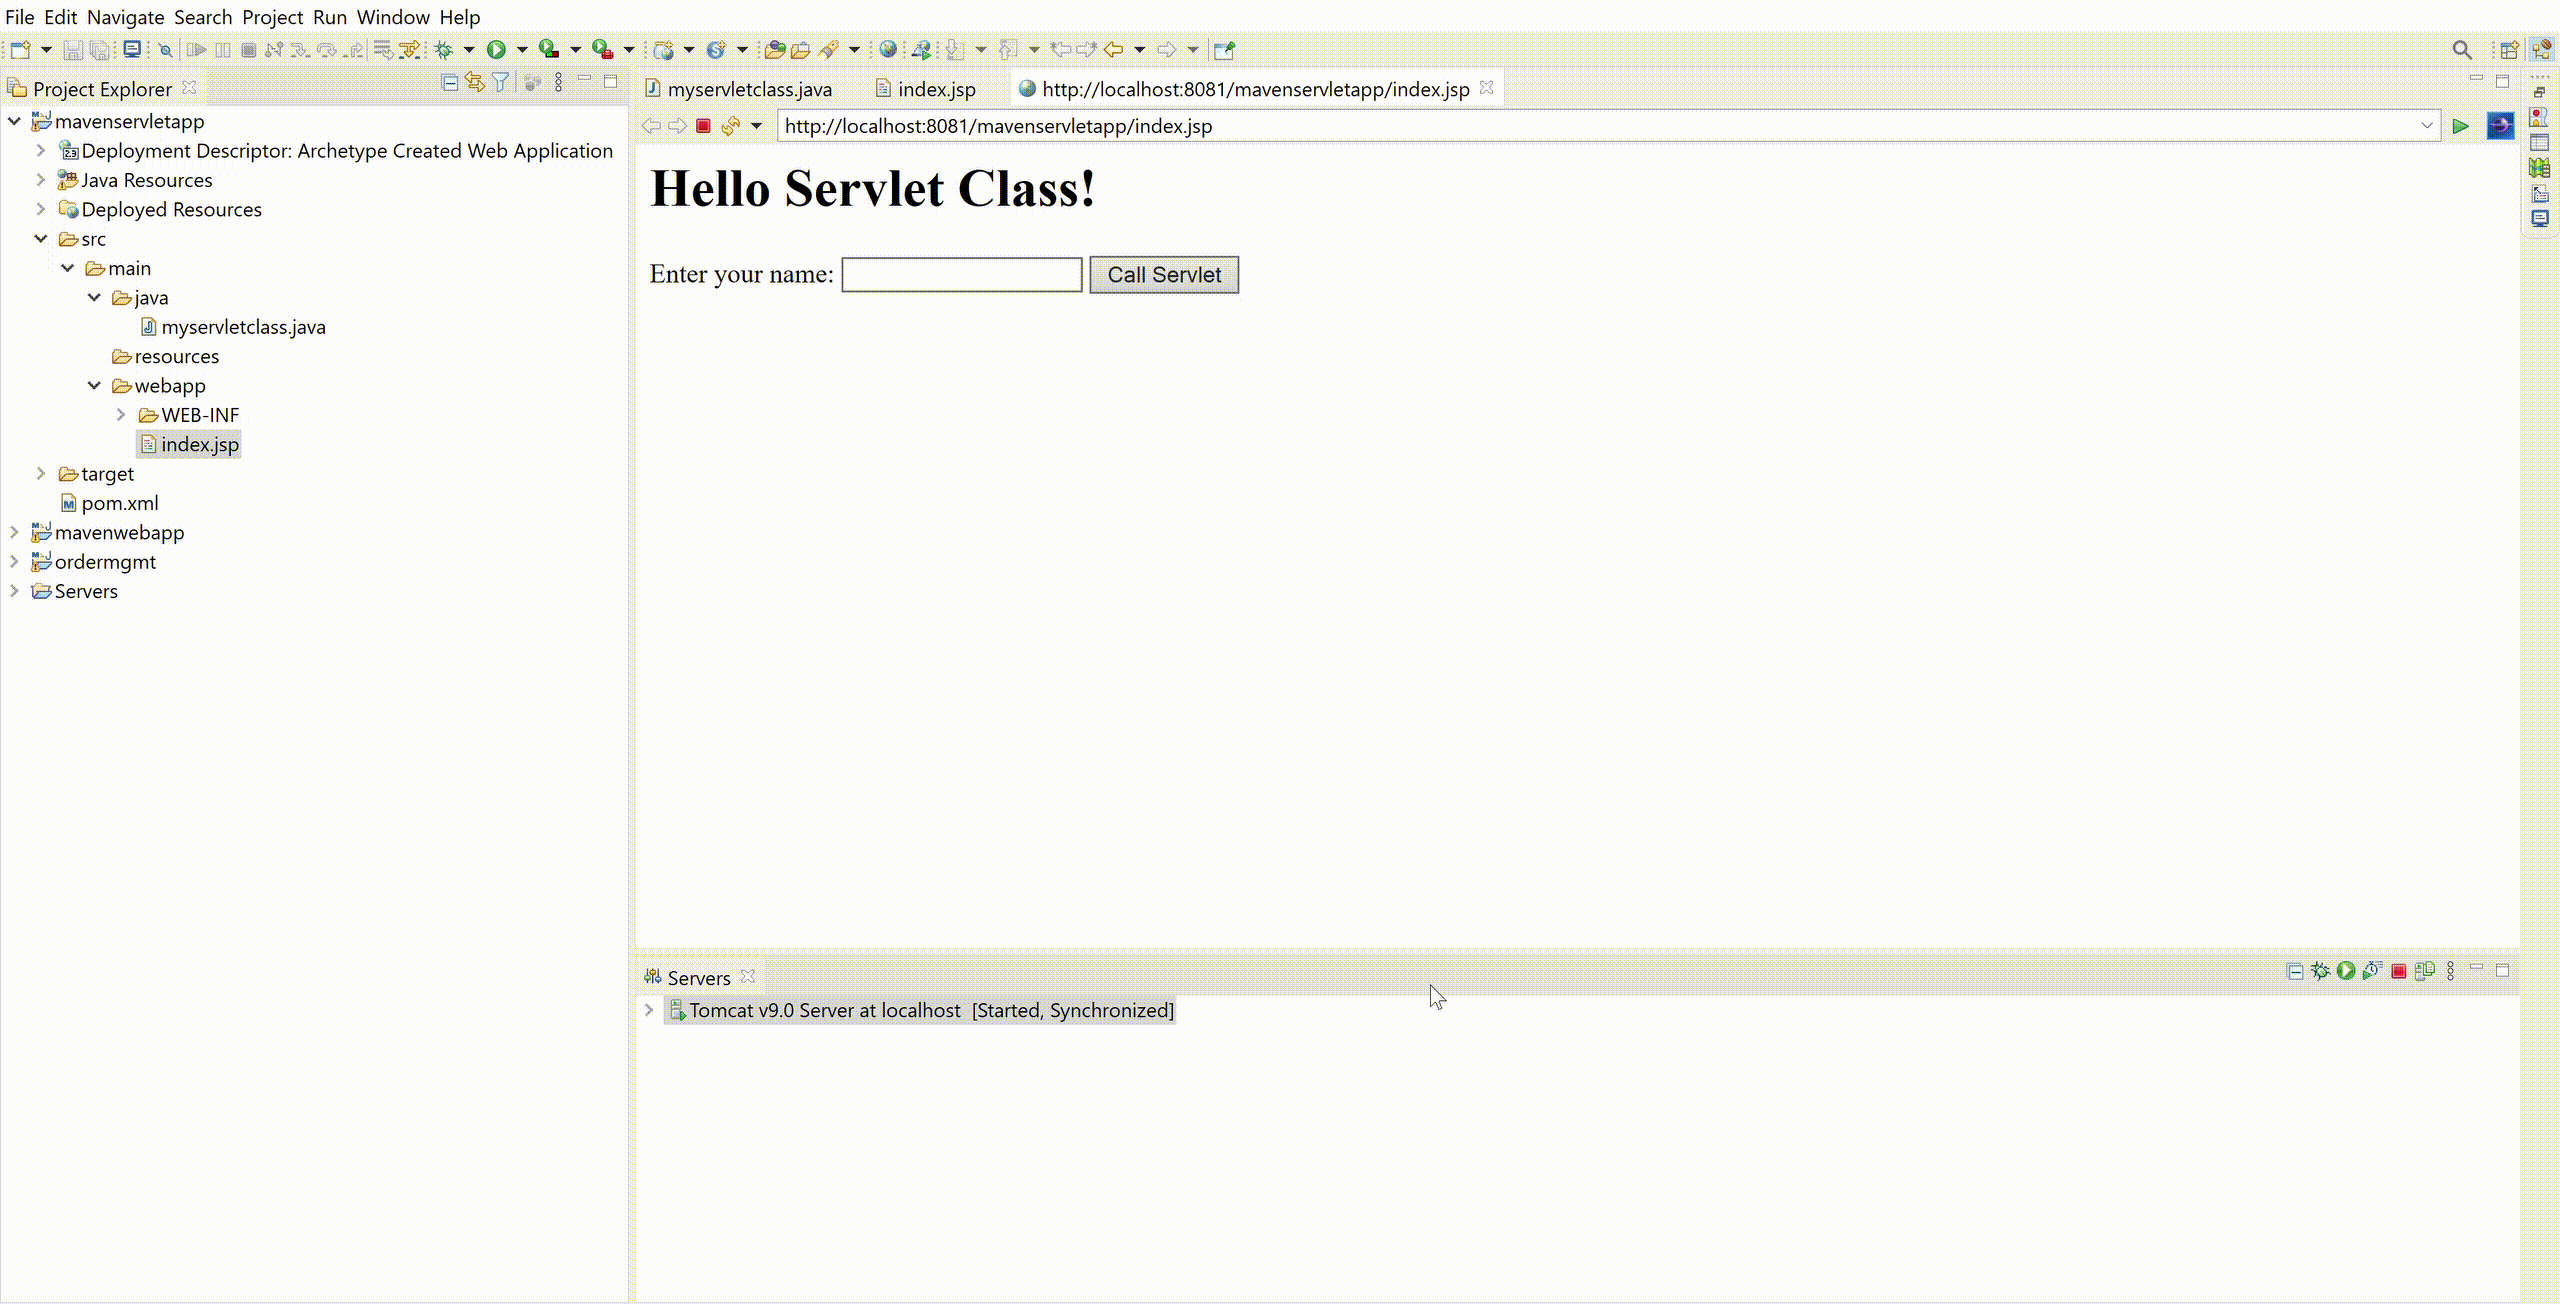 File Edit Navigate Search Project Run Window Help
Project Explorer
mavenservletapp
Deployment Descriptor: Archetype Created Web Application
Java Resources
Deployed Resources
src
main
java
myservletclass.java
resources
webapp
WEB-INF
index.jsp
target
pom.xml
mavenwebapp
ordermgmt
Servers
myservletclass.java
index.jsp
http://localhost:8081/mavenservletapp/index.jsp
http://localhost:8081/mavenservletapp/index.jsp
Hello Servlet Class!
Enter your name: Call Servlet
Servers
Tomcat v9.0 Server at localhost [Started, Synchronized]